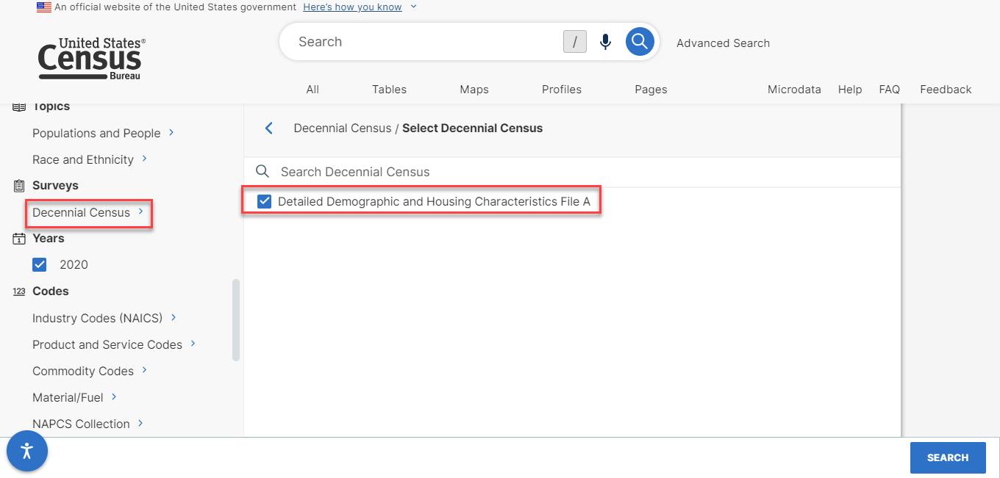 An official website of the United States government Here's how you know
United States®
Census
Bureau
Search / Advanced Search
All Tables Maps Profiles Pages Microdata Help FAQ Feedback
Topics
Populations and People
Race and Ethnicity
Surveys
Decennial Census
1 Years
2020
123 Codes
Industry Codes (NAICS)
Product and Service Codes
Commodity Codes
Material/Fuel
NAPCS Collection
Decennial Census / Select Decennial Census
Search Decennial Census
Detailed Demographic and Housing Characteristics File A
SEARCH